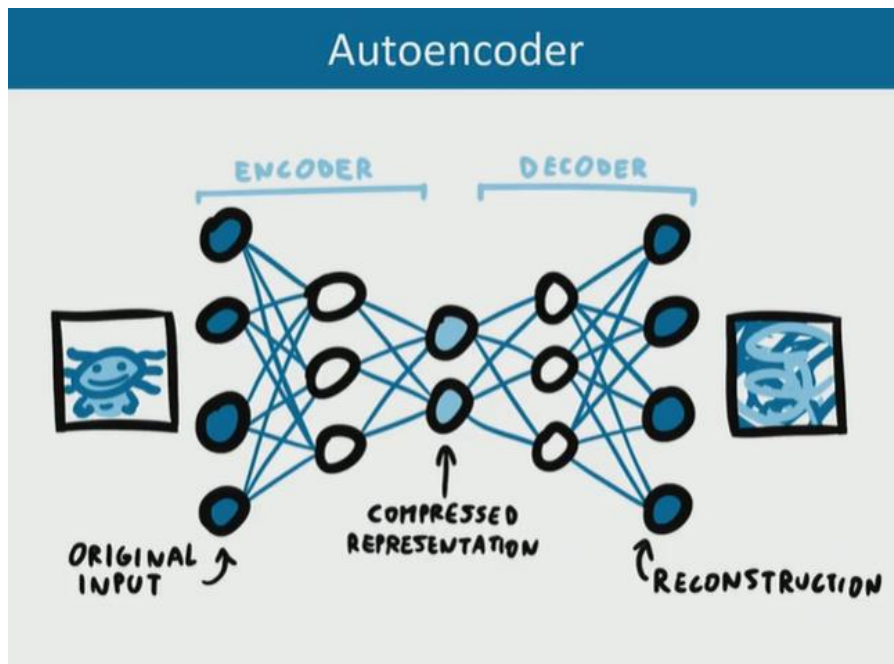 Autoencoder
ENCODER
DECODER
COMPRESSED
REPRESENTATION
ORIGINAL
INPUT
RECONSTRUCTION